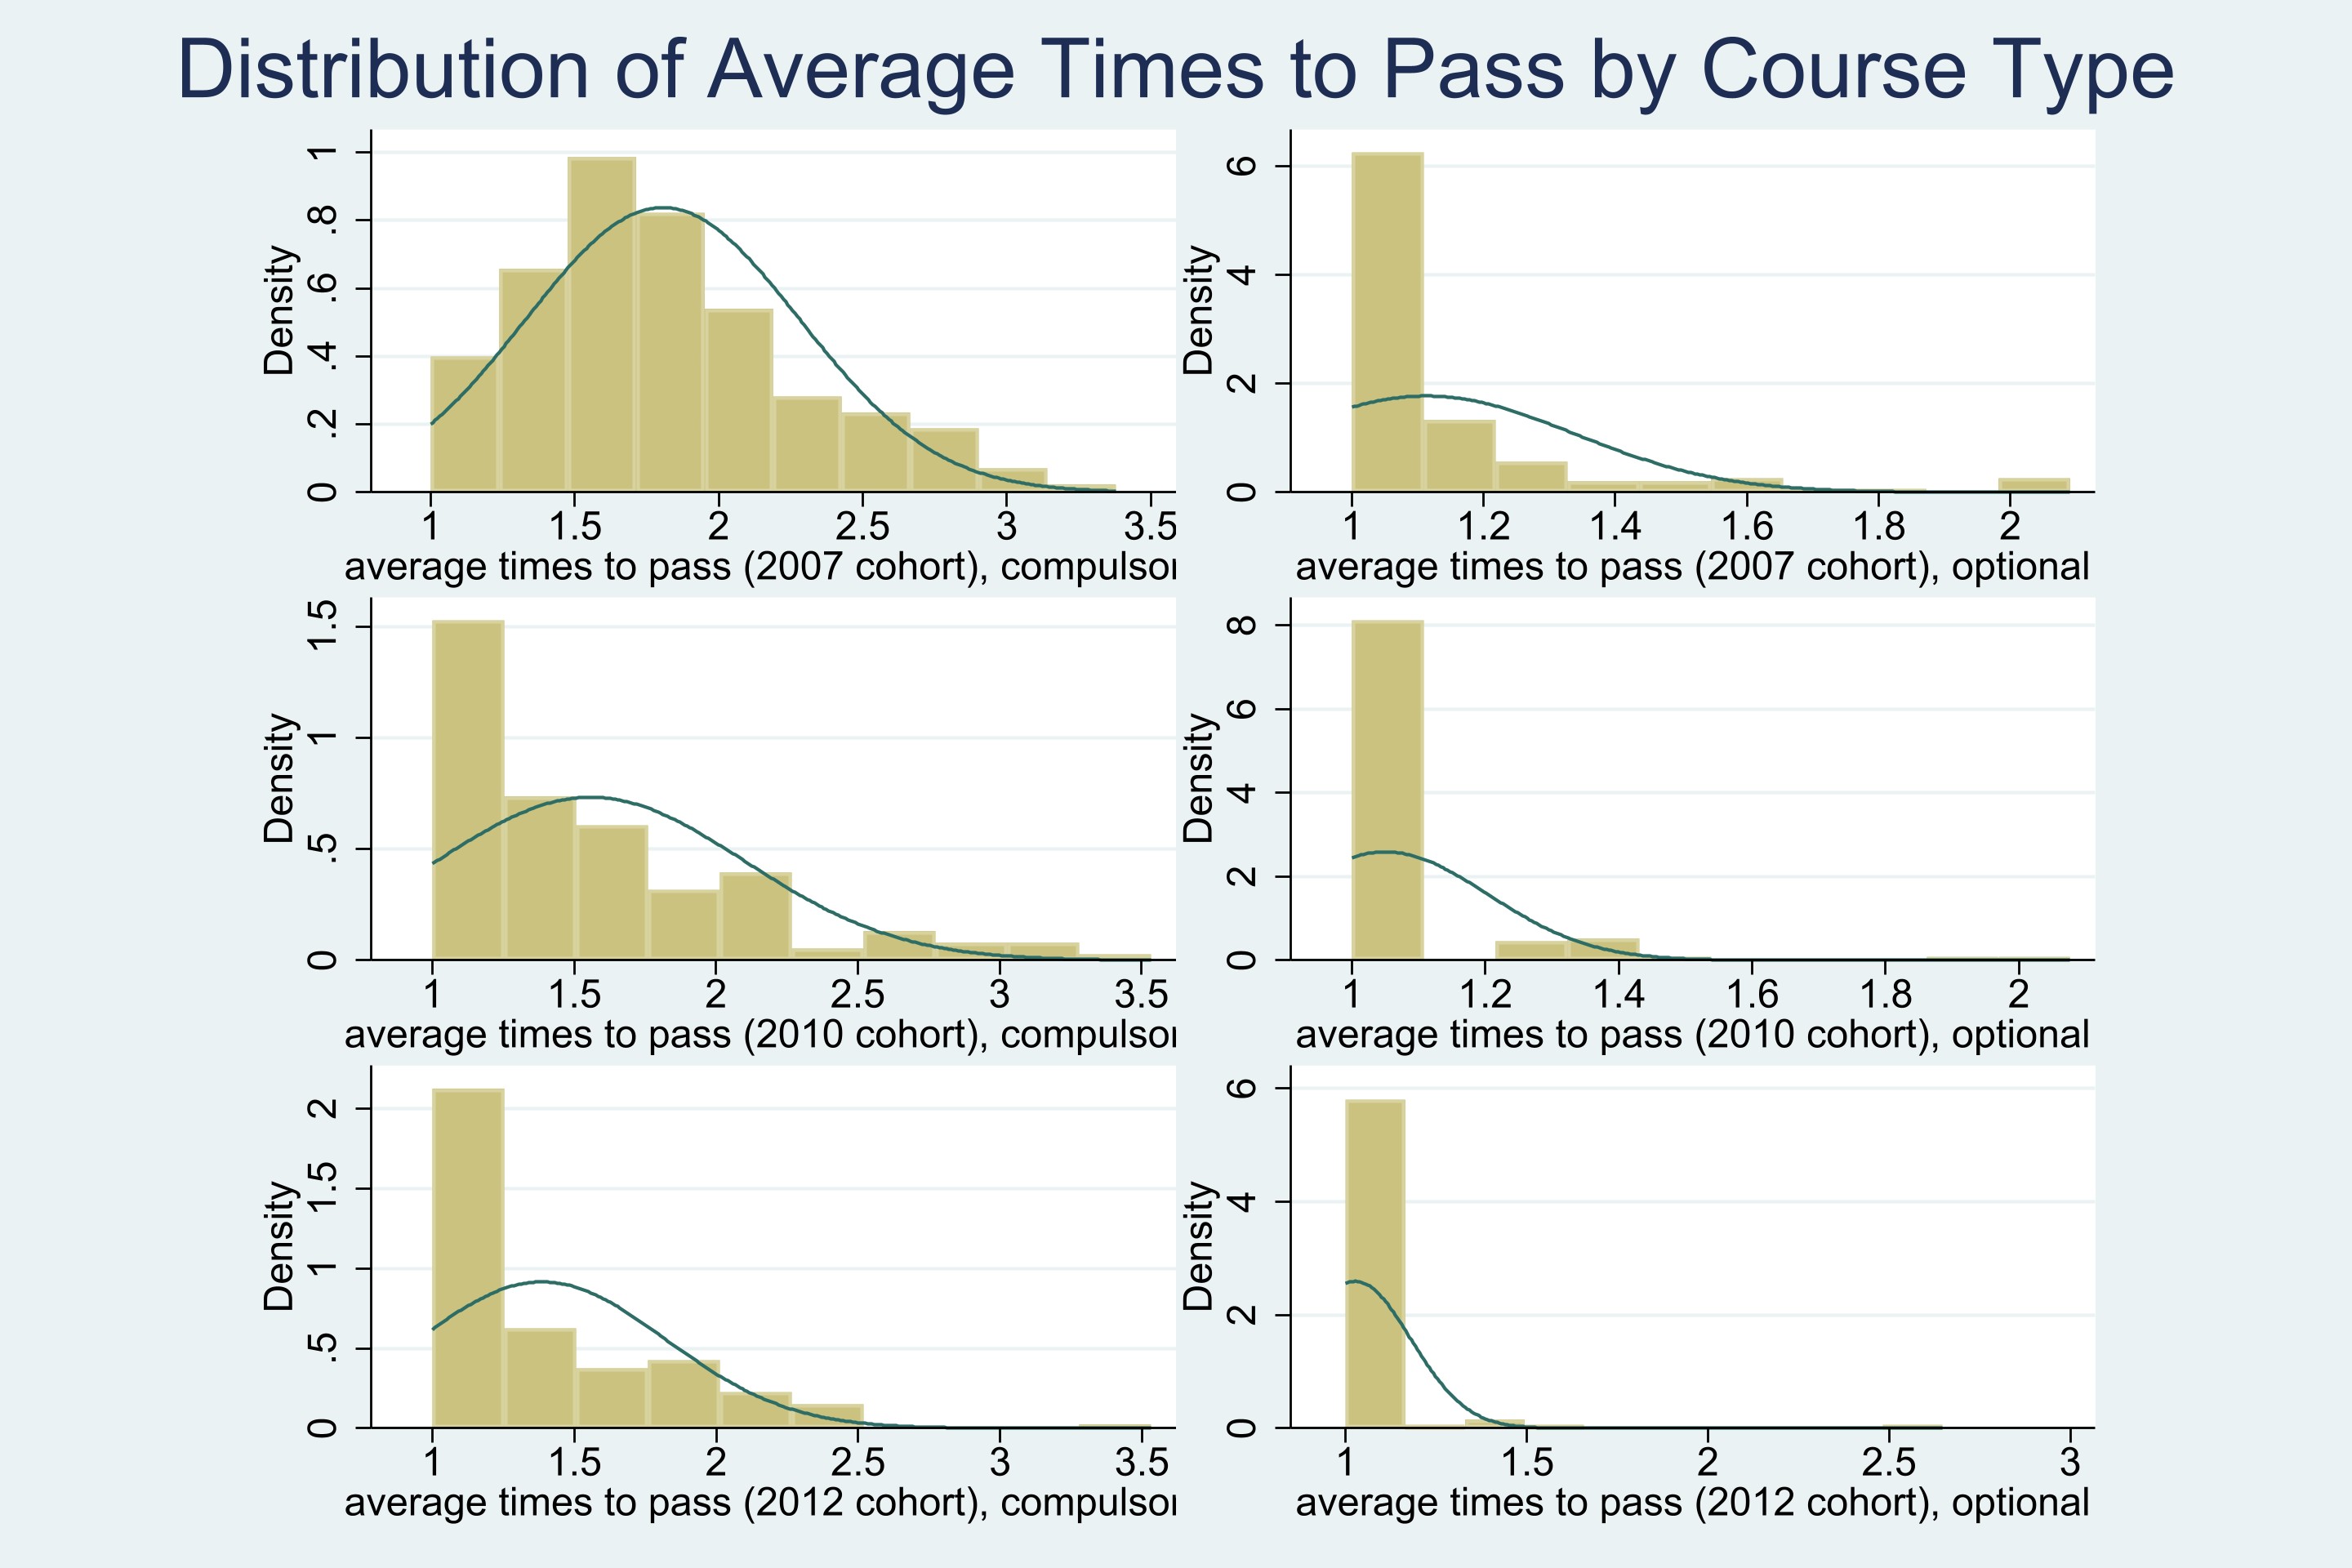 Distribution of Average Times to Pass by Course Type
Density
0 .2 .4 .6 .8 1
1 1.5 2 2.5 3 3.5
average times to pass (2007 cohort), compulsor
Density
0 2 4 6
1 1.2 1.4 1.6 1.8 2
average times to pass (2007 cohort), optional
Density
0 .5 1 1.5
1 1.5 2 2.5 3 3.5
average times to pass (2010 cohort), compulsor
Density
0 2 4 6 8
1 1.2 1.4 1.6 1.8 2
average times to pass (2010 cohort), optional
Density
0 .5 1 1.5 2
1 1.5 2 2.5 3 3.5
average times to pass (2012 cohort), compulsor
Density
0 2 4 6
1 1.5 2 2.5 3
average times to pass (2012 cohort), optional